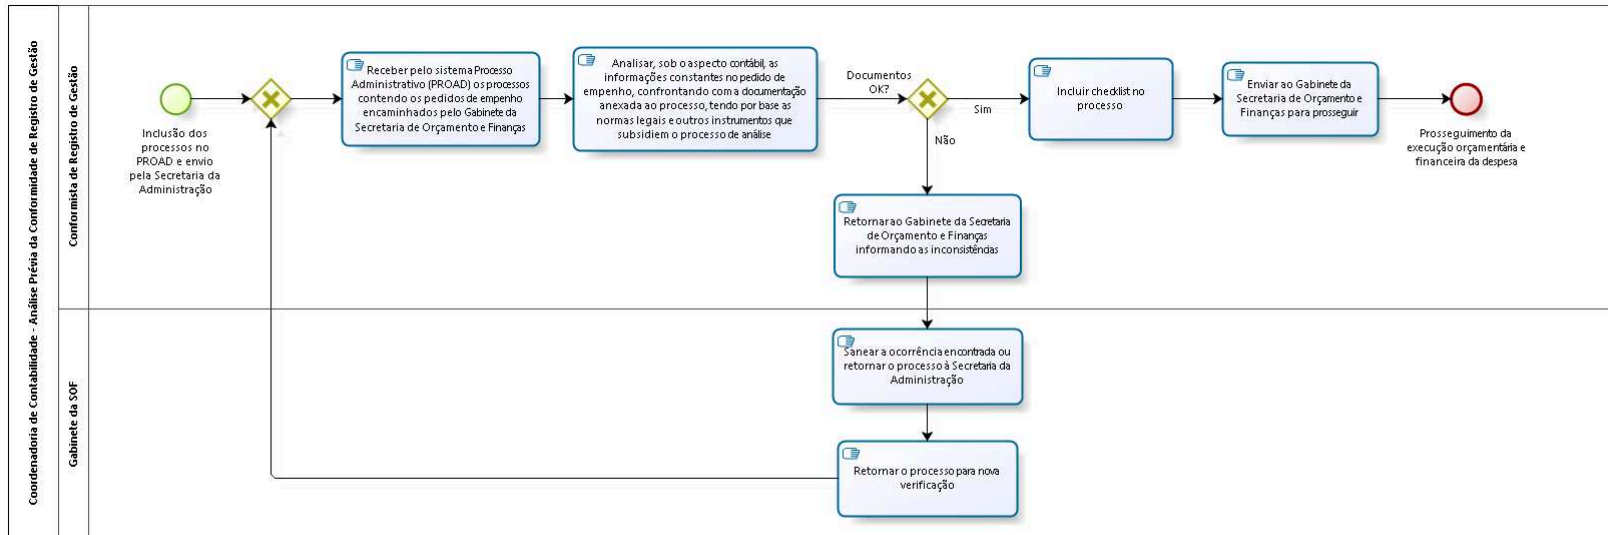 Coordenadoria de Contabilidade - Análise Prévia da Conformidade de Registro de Gestão
Conformista de Registro de Gestão
Inclusão dos
processos no
PROAD e envio
pela Secretaria da
Administração
Receber pelo sistema Processo
Administrativo (PROAD) os processos
contendo os pedidos de empenho
encaminhados pelo Gabinete da
Secretaria de Orçamento e Finanças
Analisar, sob o aspecto contábil, as
informações constantes no pedido de
empenho, confrontando com a documentação
anexada ao processo, tendo por base as
normas legais e outros instrumentos que
subsidiem o processo de análise
Documentos
OK?
Sim
Não
Incluir checklist no
processo
Enviar ao Gabinete da
Secretaria de Orçamento e
Finanças para prosseguir
Prosseguimento da
execução orçamentária e
financeira da despesa
Retornar ao Gabinete da Secretaria
de Orçamento e Finanças
informando as inconsistências
Gabinete da SOF
Sanear a ocorrência encontrada ou
retornar o processo à Secretaria da
Administração
Retornar o processo para nova
verificação